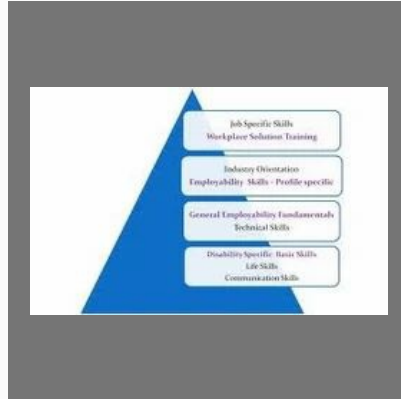 Job Specific Skills
Workplace Solution Training
Industry Orientation
Employability Skills - Profile specific
General Employability Fundamentals
Technical Skills
Disability Specific Basic Skills
Life Skills
Communication Skills